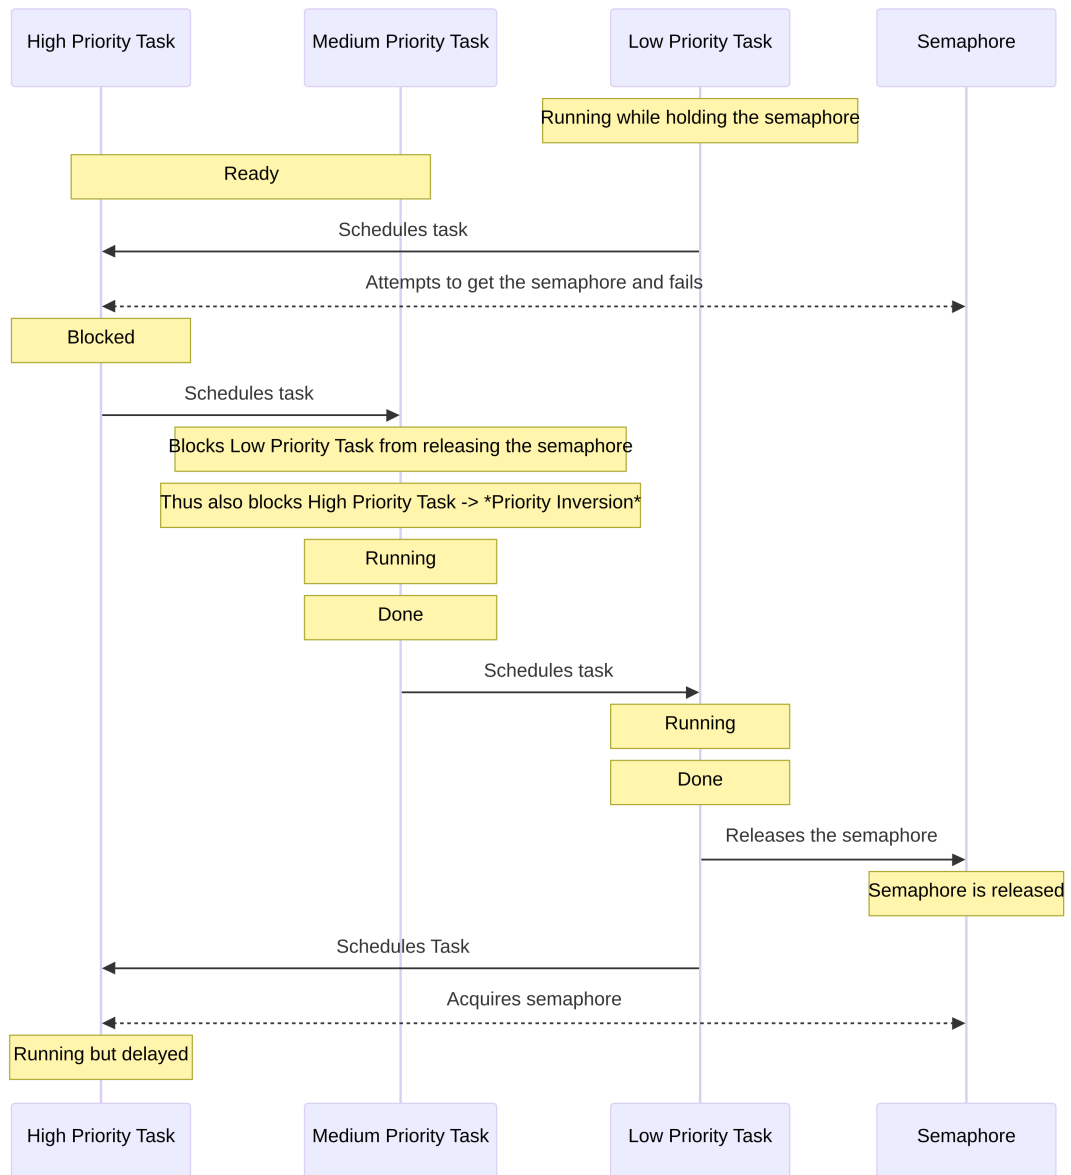 High Priority Task
Medium Priority Task
Low Priority Task
Semaphore
Running while holding the semaphore
Ready
Schedules task
Attempts to get the semaphore and fails
Blocked
Schedules task
Blocks Low Priority Task from releasing the semaphore
Thus also blocks High Priority Task -> *Priority Inversion*
Running
Done
Schedules task
Running
Done
Releases the semaphore
Semaphore is released
Schedules Task
Acquires semaphore
Running but delayed
High Priority Task
Medium Priority Task
Low Priority Task
Semaphore